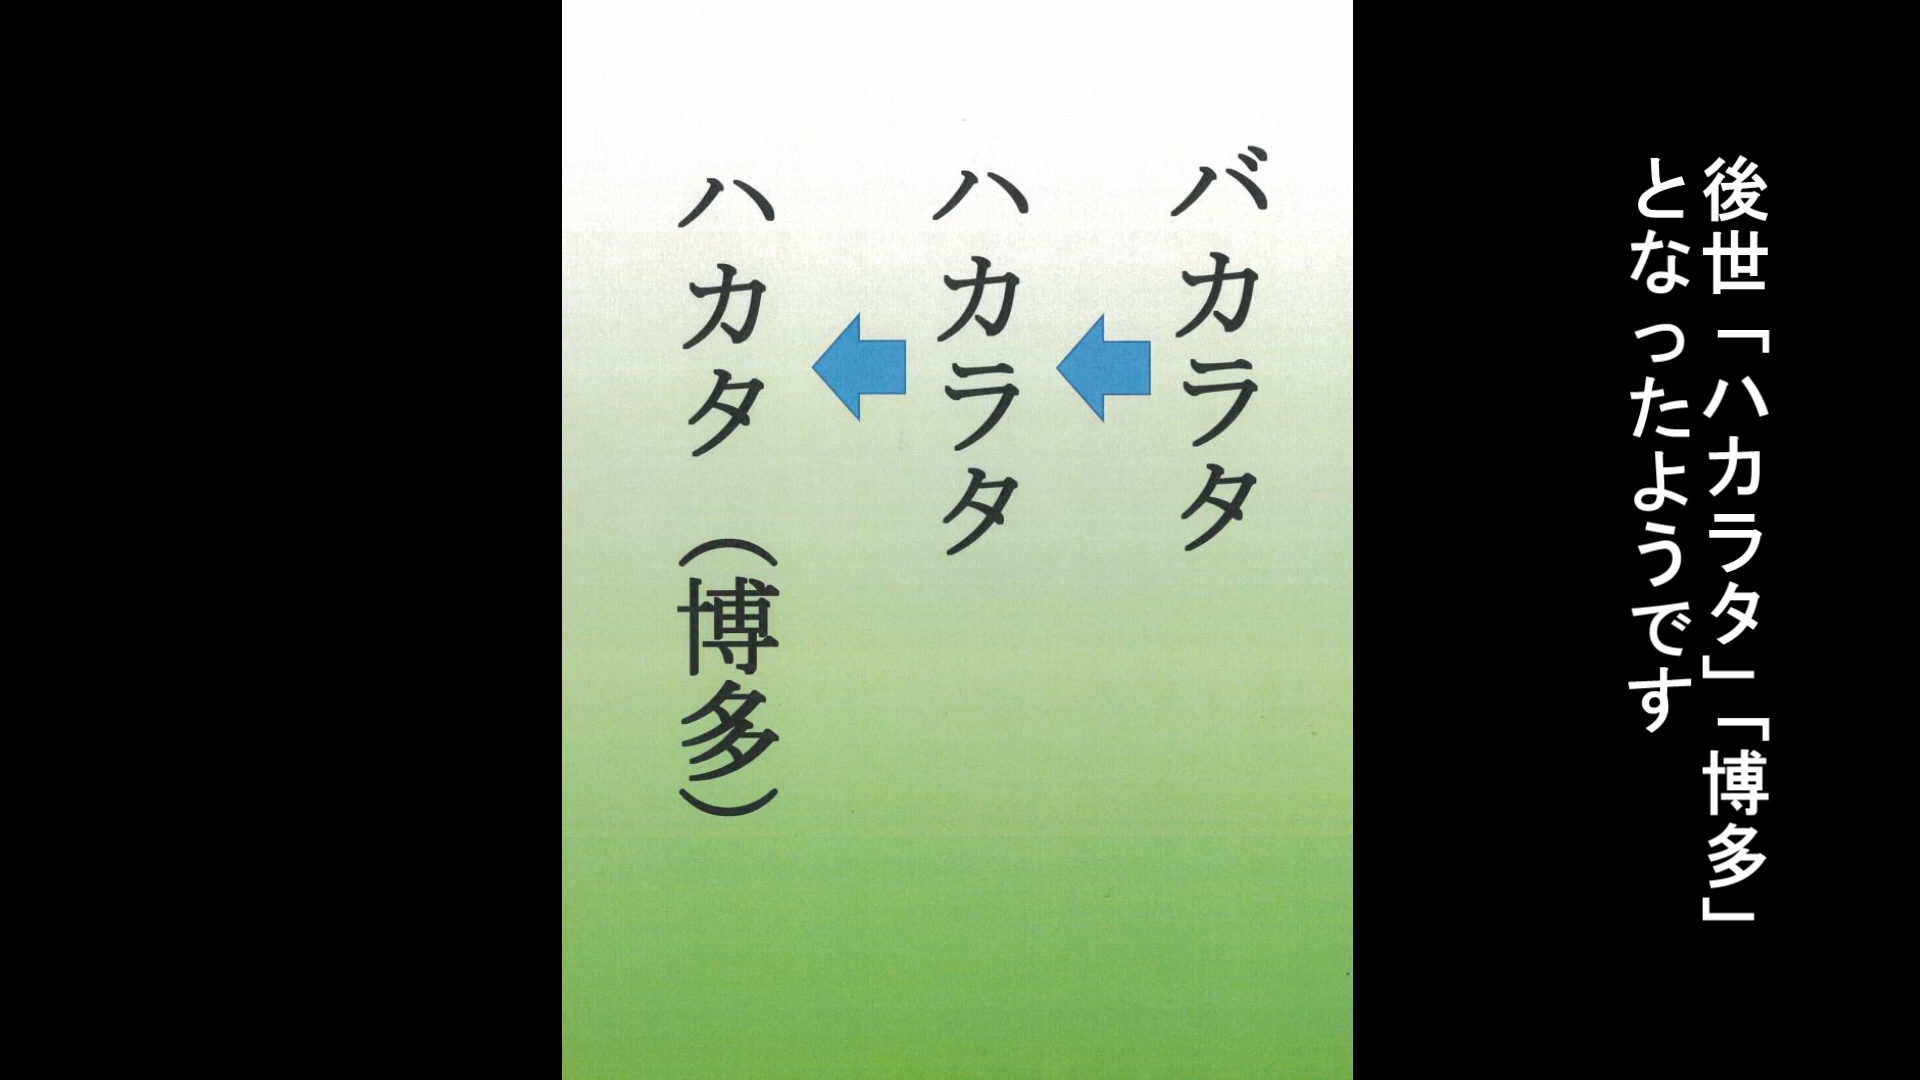 後世「ハカラタ」「博多」
となったようです
バカラタ
ハカラタ
ハカタ（博多）